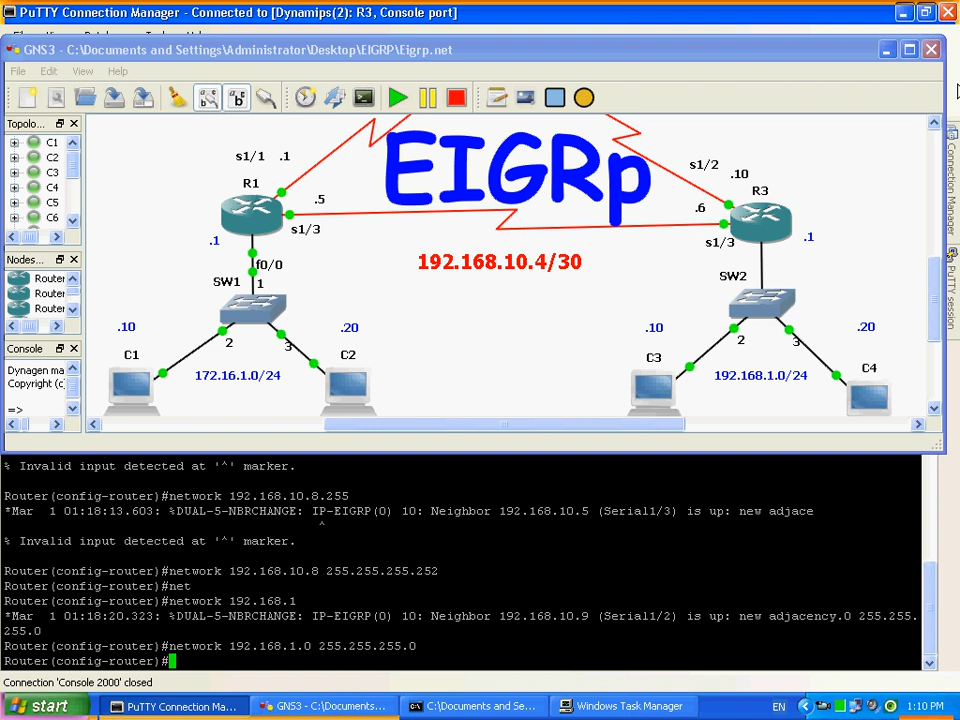 PuTTY Connection Manager - Connected to [Dynamips(2): R3, Console port]
GNS3 - C:\Documents and Settings\Administrator\Desktop\EIGRP\Eigrp.net
File Edit View Help
Topolo...
C1
C2
C3
C4
C5
C6
Nodes...
Router
Router
Router
Console
Dynagen ma
Copyright (c)
=>
EIGRp
s1/1 .1
R1
.5
s1/3
.1
f0/0
SW1
1
.10
.20
2
3
C1
C2
172.16.1.0/24
192.168.10.4/30
s1/2
.10
R3
.6
s1/3
.1
SW2
.10
.20
2
3
C3
C4
192.168.1.0/24
Connection Manager
PuTTY session
% Invalid input detected at '^' marker.
Router(config-router)#network 192.168.10.8.255
*Mar 1 01:18:13.603: %DUAL-5-NBRCHANGE: IP-EIGRP(0) 10: Neighbor 192.168.10.5 (Serial1/3) is up: new adjace
^
% Invalid input detected at '^' marker.
Router(config-router)#network 192.168.10.8 255.255.255.252
Router(config-router)#net
Router(config-router)#network 192.168.1
*Mar 1 01:18:20.323: %DUAL-5-NBRCHANGE: IP-EIGRP(0) 10: Neighbor 192.168.10.9 (Serial1/2) is up: new adjacency.0 255.255.
255.0
Router(config-router)#network 192.168.1.0 255.255.255.0
Router(config-router)#
Connection 'Console 2000' closed
start
PuTTY Connection Ma...
GNS3 - C:\Documents...
C:\Documents and Se...
Windows Task Manager
EN
1:10 PM